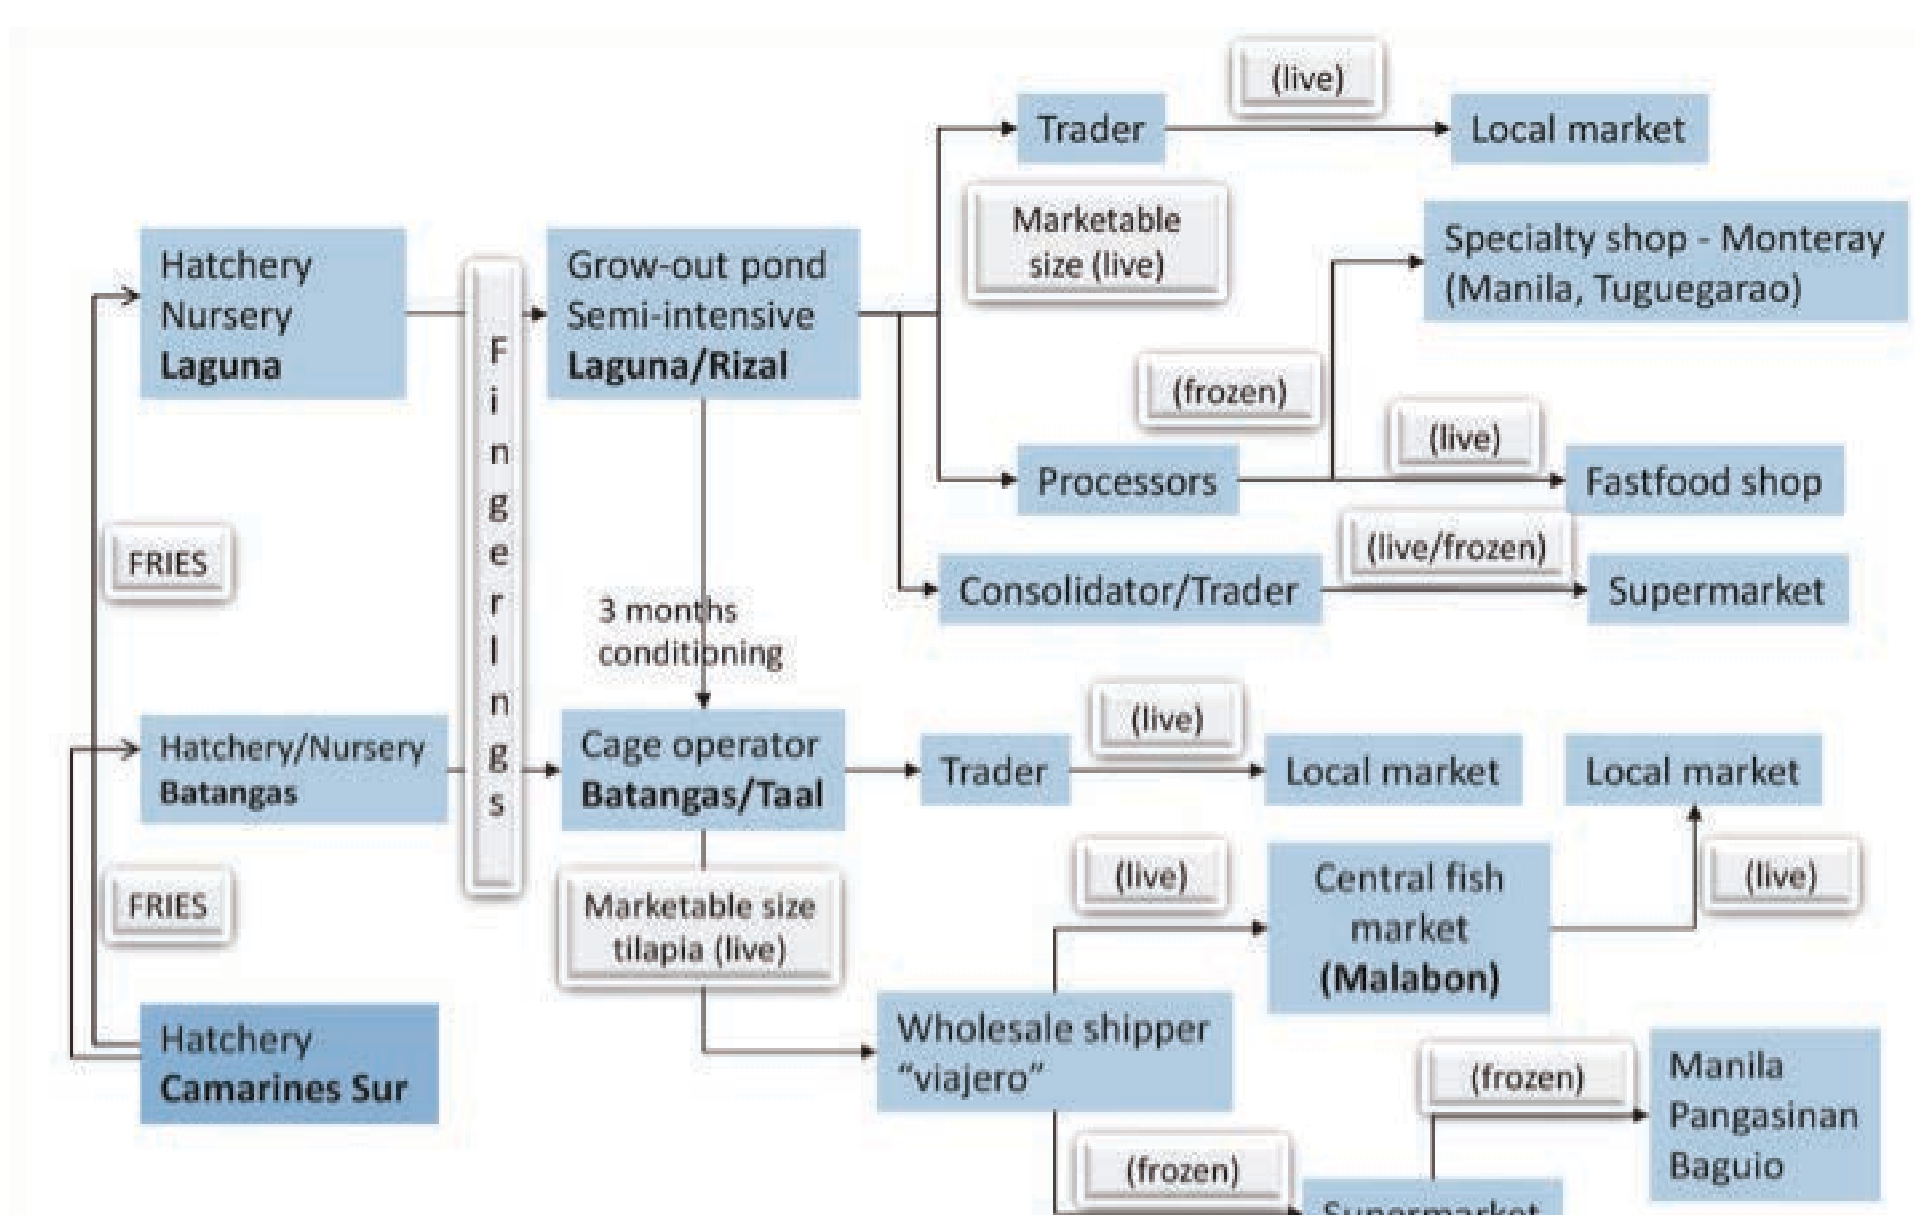 (live)
Trader
Local market
Marketable
size (live)
Specialty shop - Monteray
(Manila, Tuguegarao)
Hatchery
Nursery
Laguna
Fingerlings
Grow-out pond
Semi-intensive
Laguna/Rizal
(frozen)
(live)
Processors
Fastfood shop
(live/frozen)
Consolidator/Trader
Supermarket
FRIES
3 months
conditioning
(live)
Hatchery/Nursery
Batangas
Cage operator
Batangas/Taal
Trader
Local market
Local market
FRIES
Marketable size
tilapia (live)
(live)
Central fish
market
(Malabon)
(live)
Hatchery
Camarines Sur
Wholesale shipper
“viajero”
(frozen)
Manila
Pangasinan
Baguio
(frozen)
Supermarket